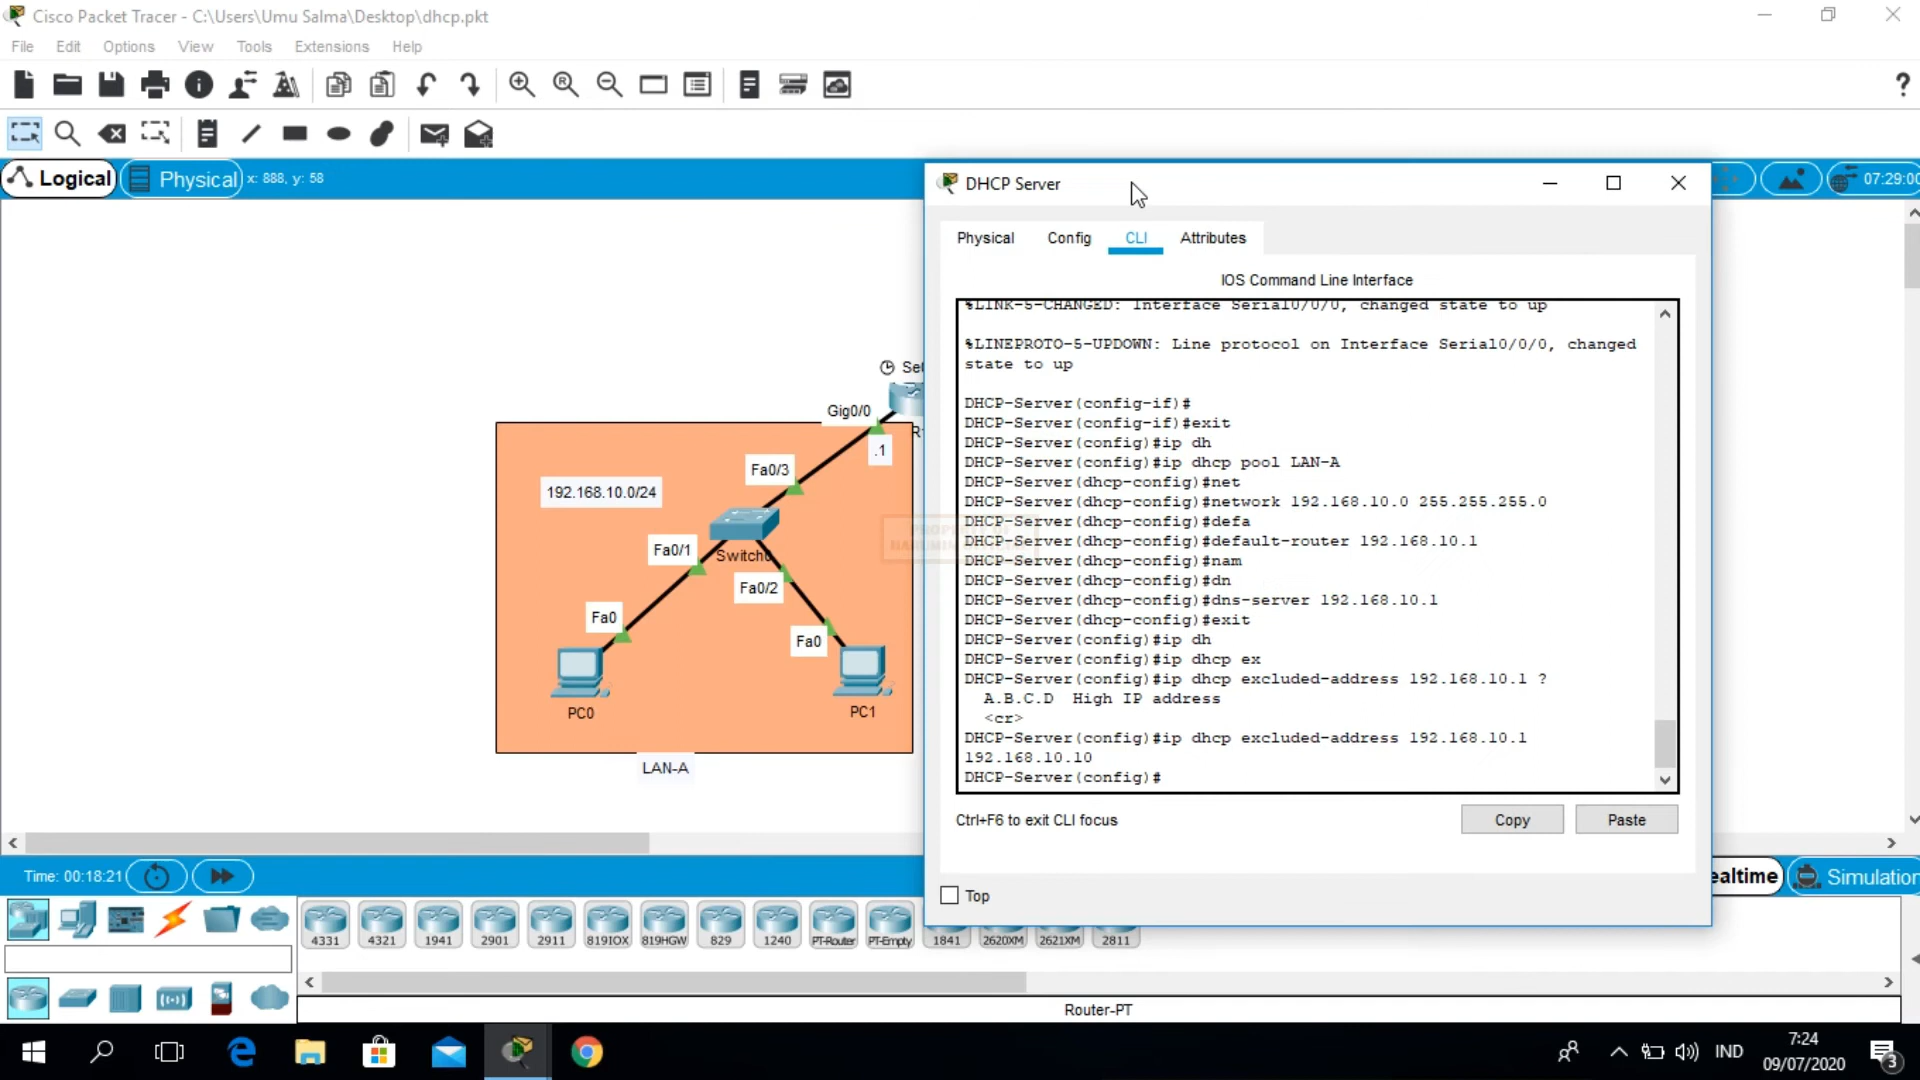 Cisco Packet Tracer - C:\Users\Umu Salma\Desktop\dhcp.pkt
File Edit Options View Tools Extensions Help
Logical Physical x: 888, y: 58
07:29:00
DHCP Server
Physical Config CLI Attributes
IOS Command Line Interface
%LINK-5-CHANGED: Interface Serial0/0/0, changed state to up
%LINEPROTO-5-UPDOWN: Line protocol on Interface Serial0/0/0, changed
state to up
DHCP-Server(config-if)#
DHCP-Server(config-if)#exit
DHCP-Server(config)#ip dh
DHCP-Server(config)#ip dhcp pool LAN-A
DHCP-Server(dhcp-config)#net
DHCP-Server(dhcp-config)#network 192.168.10.0 255.255.255.0
DHCP-Server(dhcp-config)#defa
DHCP-Server(dhcp-config)#default-router 192.168.10.1
DHCP-Server(dhcp-config)#nam
DHCP-Server(dhcp-config)#dn
DHCP-Server(dhcp-config)#dns-server 192.168.10.1
DHCP-Server(dhcp-config)#exit
DHCP-Server(config)#ip dh
DHCP-Server(config)#ip dhcp ex
DHCP-Server(config)#ip dhcp excluded-address 192.168.10.1 ?
A.B.C.D High IP address
<cr>
DHCP-Server(config)#ip dhcp excluded-address 192.168.10.1
192.168.10.10
DHCP-Server(config)#
Ctrl+F6 to exit CLI focus
Copy Paste
Top
Se
Gig0/0
.1
Fa0/3
192.168.10.0/24
Fa0/1
Switch0
Fa0/2
Fa0
Fa0
PC0
PC1
LAN-A
Time: 00:18:21
ealtime Simulation
4331 4321 1941 2901 2911 819IOX 819HGW 829 1240 PT-Router PT-Empty 1841 2620XM 2621XM 2811
Router-PT
IND
7:24
09/07/2020
3